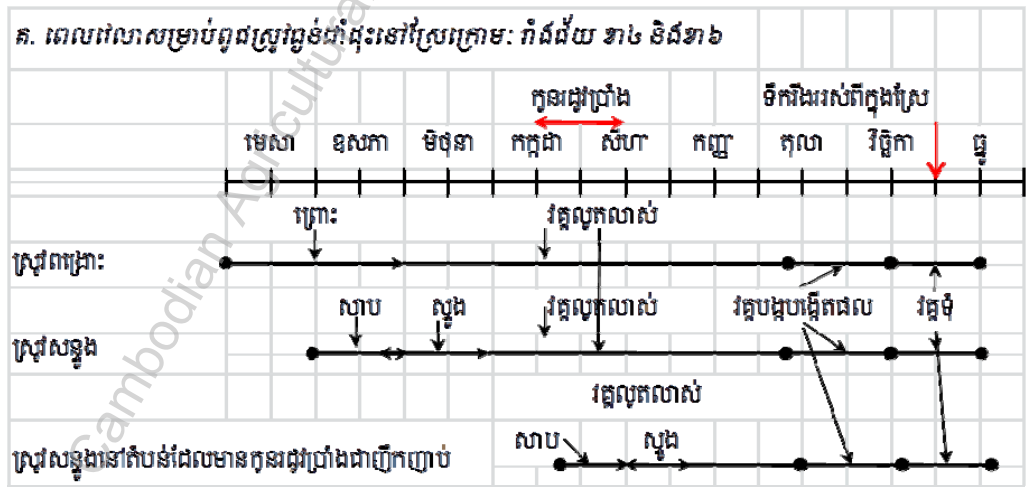 គ. ពេលវេលាសម្រាប់ពូជស្រូវធ្ងន់ដាំដុះនៅស្រែក្រោម: រាំងជ័យ ខា៤ និងខា៦
កូនរដូវប្រាំង
ទឹករីងអស់ពីក្នុងស្រែ
មេសា ឧសភា មិថុនា កក្កដា សីហា កញ្ញា តុលា វិច្ឆិកា ធ្នូ
ព្រោះ វគ្គលូតលាស់
ស្រូវពង្រោះ
សាប ស្ទូង វគ្គលូតលាស់ វគ្គបង្កបង្កើតផល វគ្គទុំ
ស្រូវសន្ទូង
វគ្គលូតលាស់
សាប ស្ទូង
ស្រូវសន្ទូងនៅតំបន់ដែលមានកូនរដូវប្រាំងជាញឹកញាប់
Cambodian Agricultura